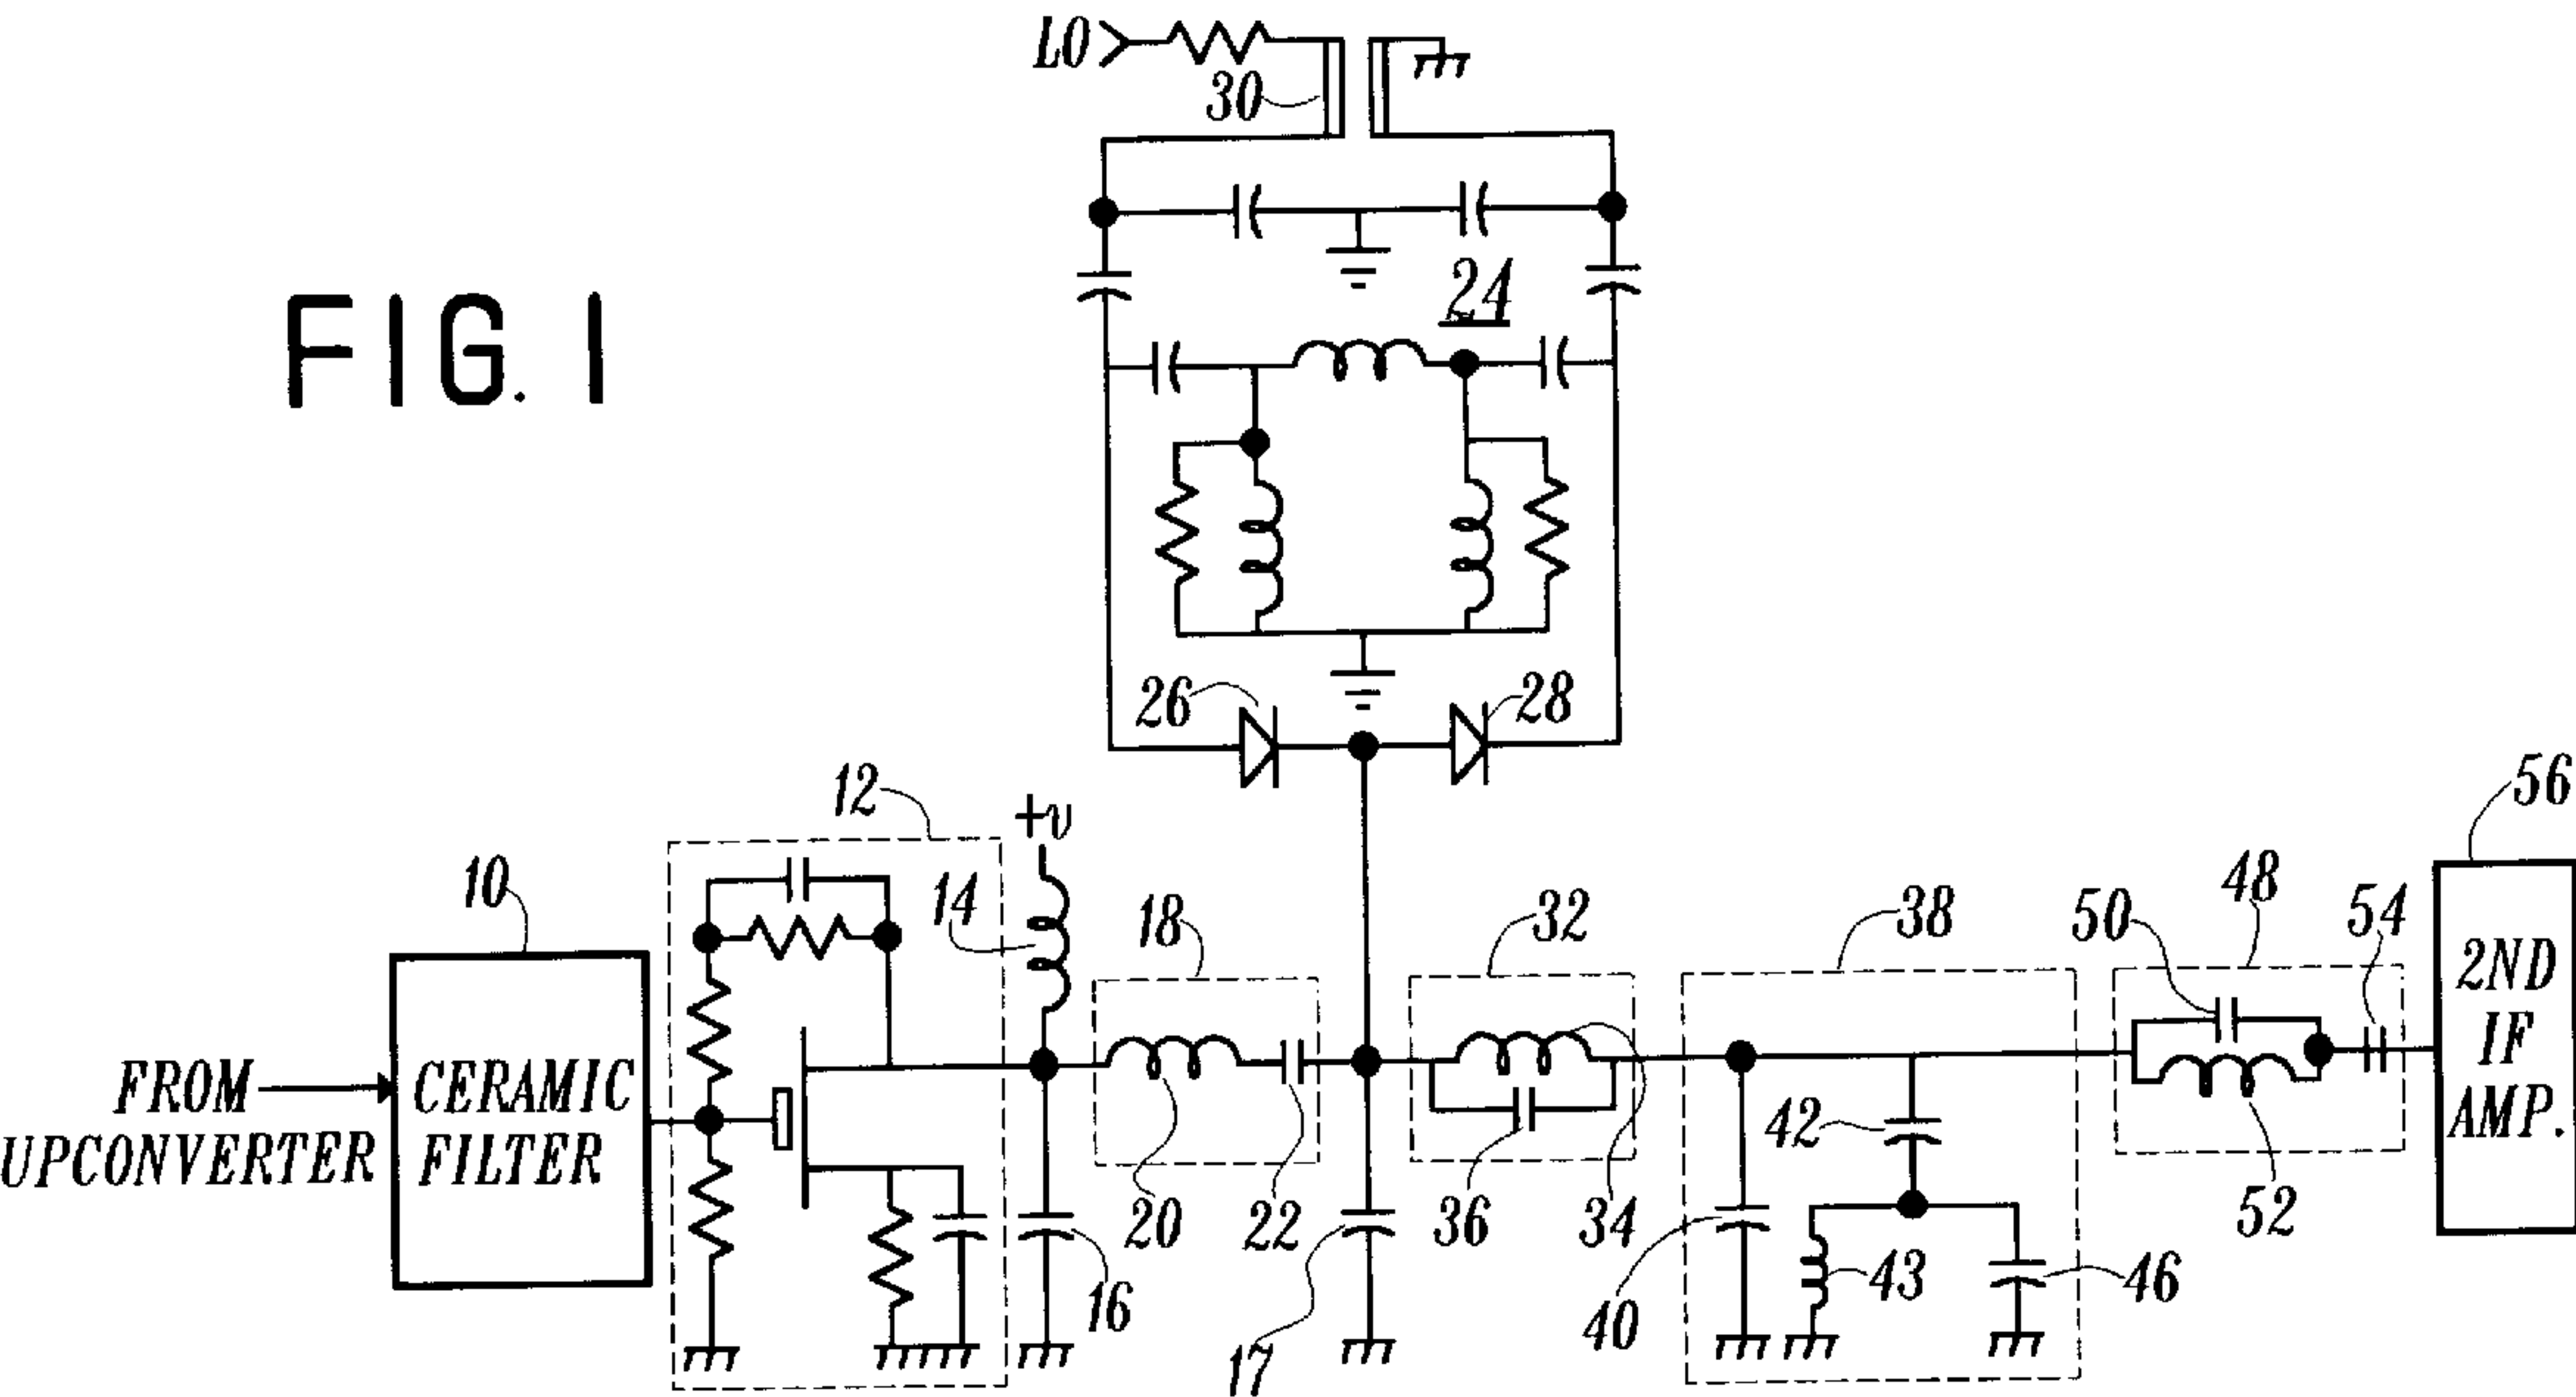 LO
30
FIG. 1
24
26
28
12
+v
56
10
14
18
32
38
50
48
54
FROM
UPCONVERTER
CERAMIC
FILTER
2ND
IF
AMP.
42
20
22
36
34
52
16
17
40
43
46